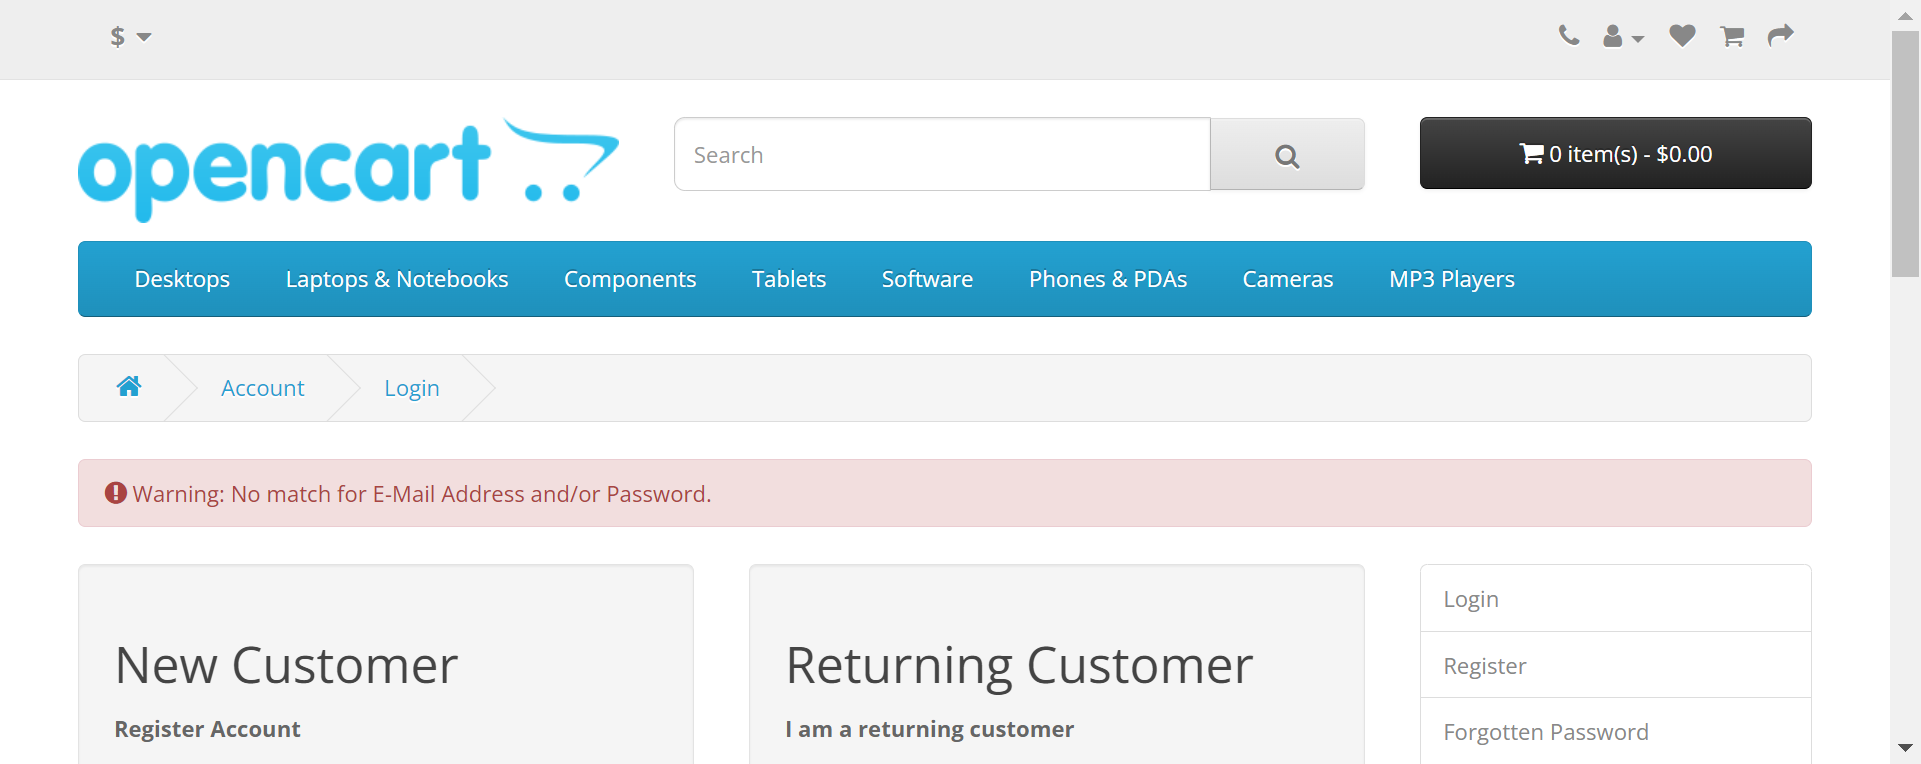 $
opencart
Search
0 item(s) - $0.00
Desktops
Laptops & Notebooks
Components
Tablets
Software
Phones & PDAs
Cameras
MP3 Players
Account
Login
Warning: No match for E-Mail Address and/or Password.
New Customer
Register Account
Returning Customer
I am a returning customer
Login
Register
Forgotten Password